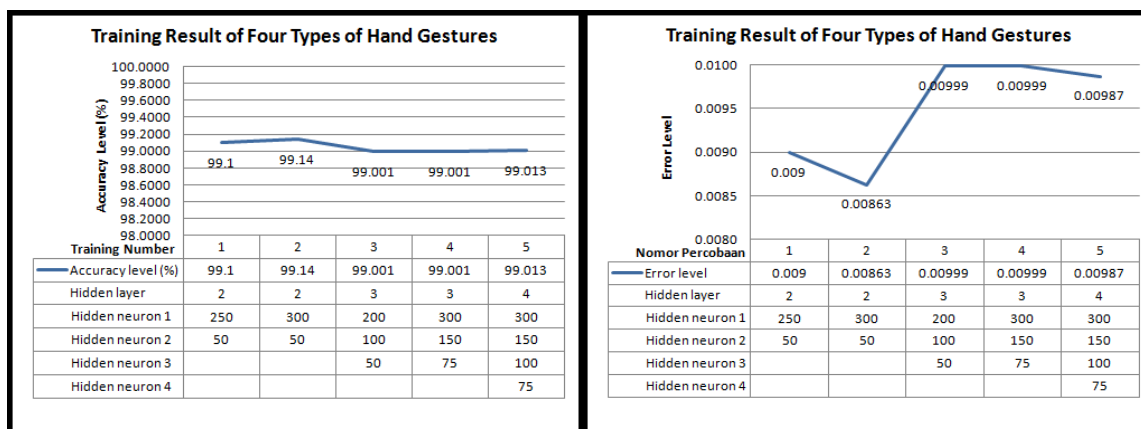 Training Result of Four Types of Hand Gestures
100.0000
99.8000
99.6000
99.4000
99.2000
99.0000
98.8000
98.6000
98.4000
98.2000
98.0000
Accuracy Level (%)
99.1
99.14
99.001
99.001
99.013
Training Number 1 2 3 4 5
Accuracy level (%) 99.1 99.14 99.001 99.001 99.013
Hidden layer 2 2 3 3 4
Hidden neuron 1 250 300 200 300 300
Hidden neuron 2 50 50 100 150 150
Hidden neuron 3 50 75 100
Hidden neuron 4 75
Training Result of Four Types of Hand Gestures
0.0100
0.0095
0.0090
0.0085
0.0080
Error Level
0.009
0.00863
0.00999
0.00999
0.00987
Nomor Percobaan 1 2 3 4 5
Error level 0.009 0.00863 0.00999 0.00999 0.00987
Hidden layer 2 2 3 3 4
Hidden neuron 1 250 300 200 300 300
Hidden neuron 2 50 50 100 150 150
Hidden neuron 3 50 75 100
Hidden neuron 4 75